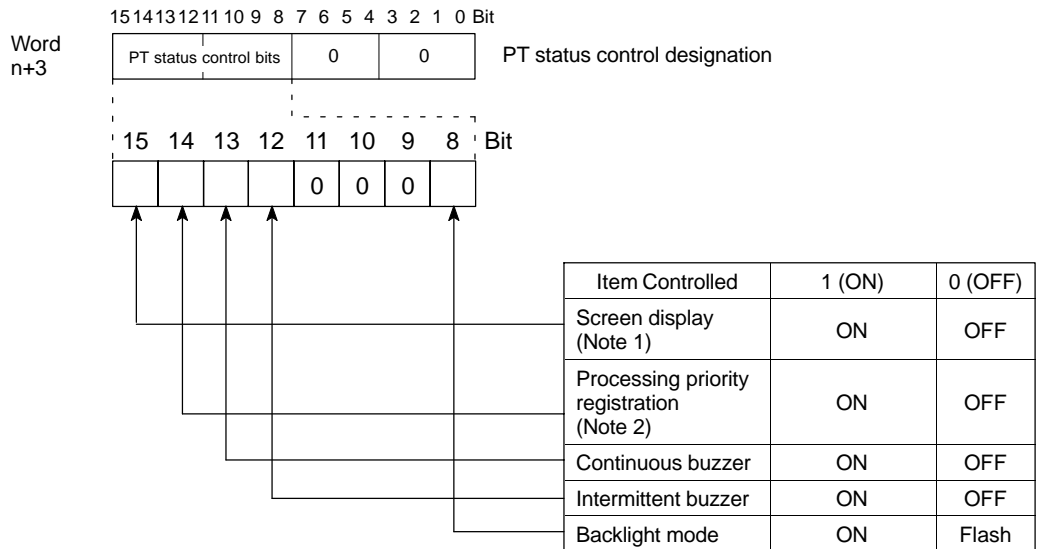 15 14 13 12 11 10 9 8 7 6 5 4 3 2 1 0 Bit
Word
n+3
PT status control bits 0 0
PT status control designation
15 14 13 12 11 10 9 8 Bit
0 0 0
Item Controlled 1 (ON) 0 (OFF)
Screen display
(Note 1)
ON OFF
Processing priority
registration
(Note 2)
ON OFF
Continuous buzzer ON OFF
Intermittent buzzer ON OFF
Backlight mode ON Flash